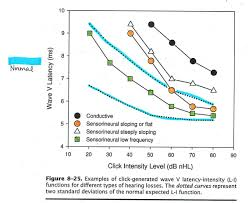 Normal
10
9
8
7
6
5
4
Wave V Latency (ms)
Conductive
Sensorineural sloping or flat
Sensorineural steeply sloping
Sensorineural low frequency
10 20 30 40 50 60 70 80 90
Click Intensity Level (dB nHL)
Figure 8–25. Examples of click-generated wave V latency-intensity (L-I)
functions for different types of hearing losses. The dotted curves represent
two standard deviations of the normal expected L-I function.